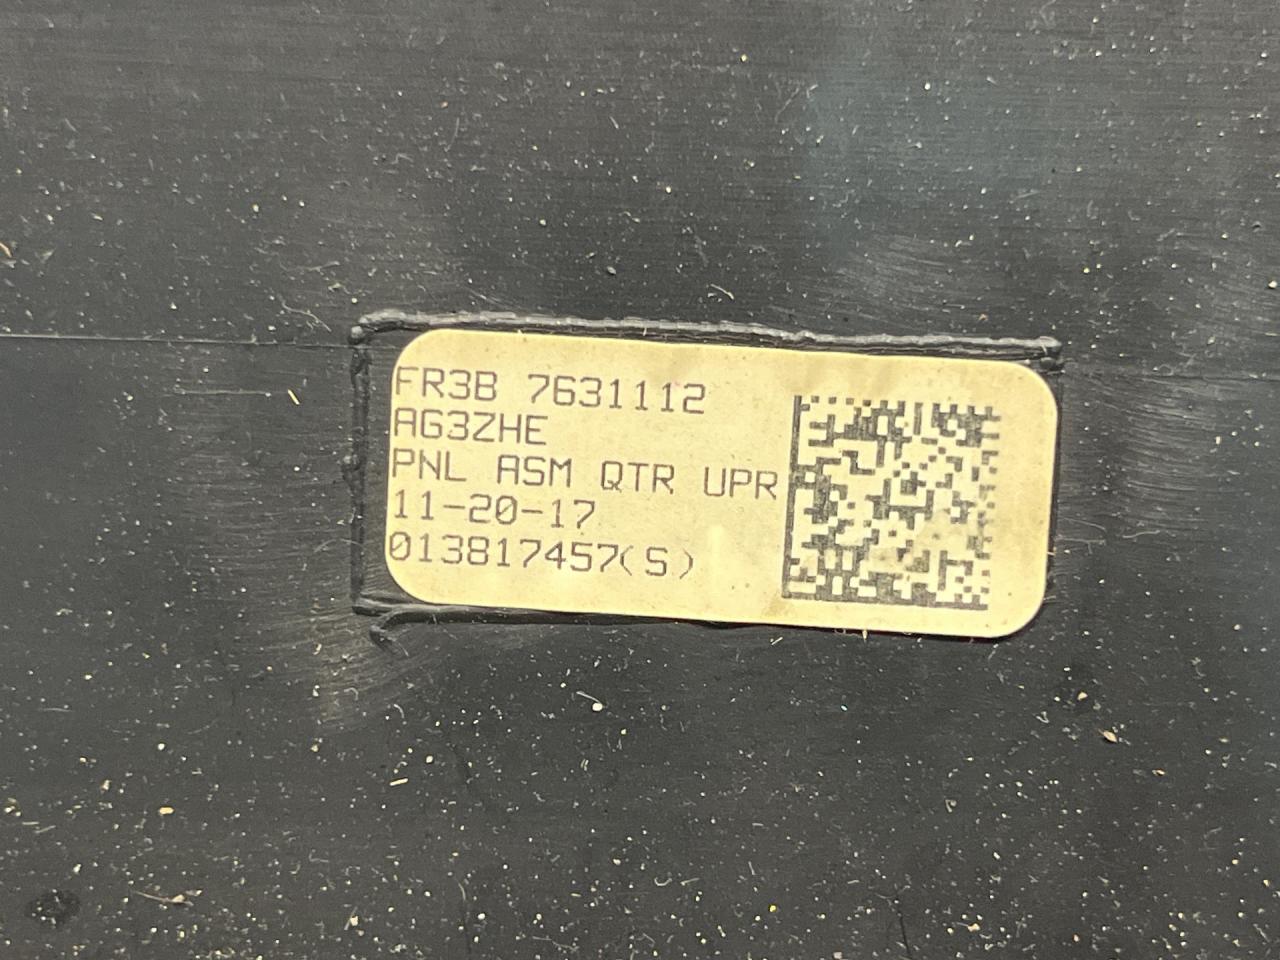 FR3B 7631112
AG3ZHE
PNL ASM QTR UPR
11-20-17
013817457(S)